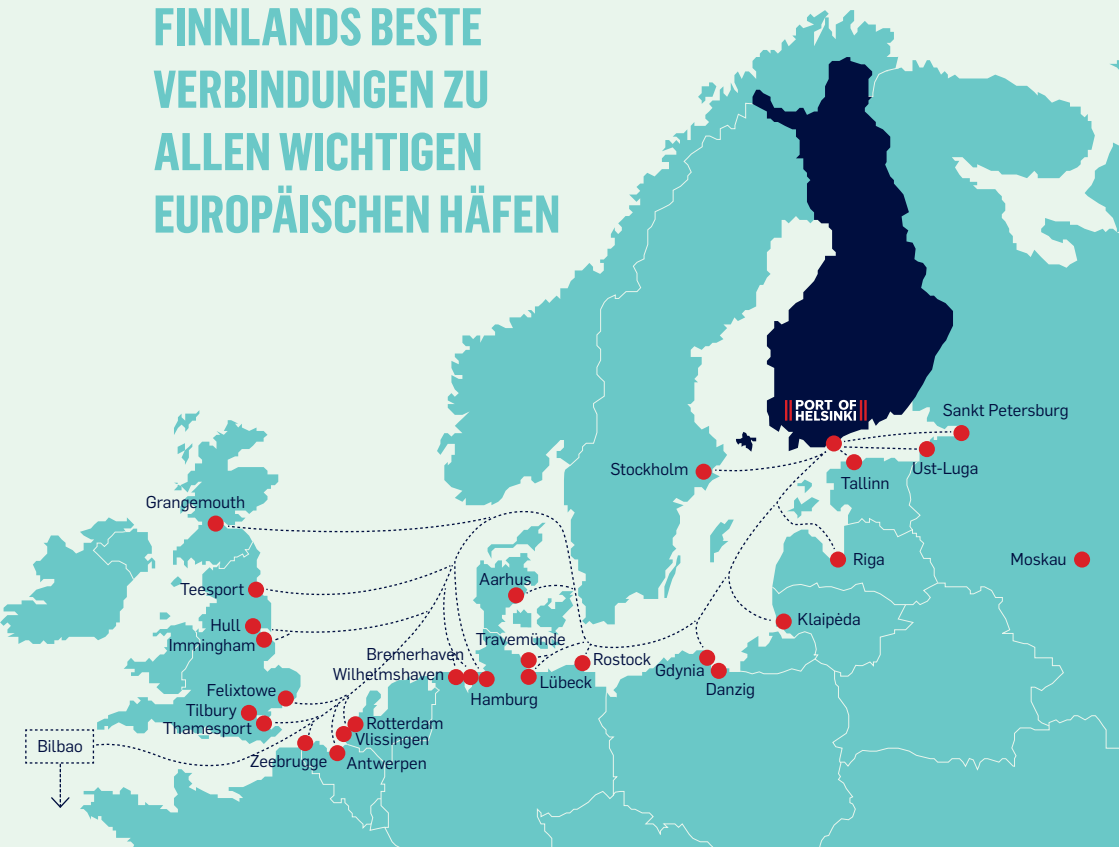 FINNLANDS BESTE
VERBINDUNGEN ZU
ALLEN WICHTIGEN
EUROPÄISCHEN HÄFEN
PORT OF
HELSINKI
Sankt Petersburg
Stockholm
Ust-Luga
Tallinn
Grangemouth
Riga
Moskau
Aarhus
Teesport
Klaipėda
Hull
Travemünde
Immingham
Bremerhaven
Rostock
Wilhelmshaven
Gdynia
Lübeck
Danzig
Felixtowe
Hamburg
Tilbury
Rotterdam
Thamesport
Vlissingen
Bilbao
Zeebrugge
Antwerpen